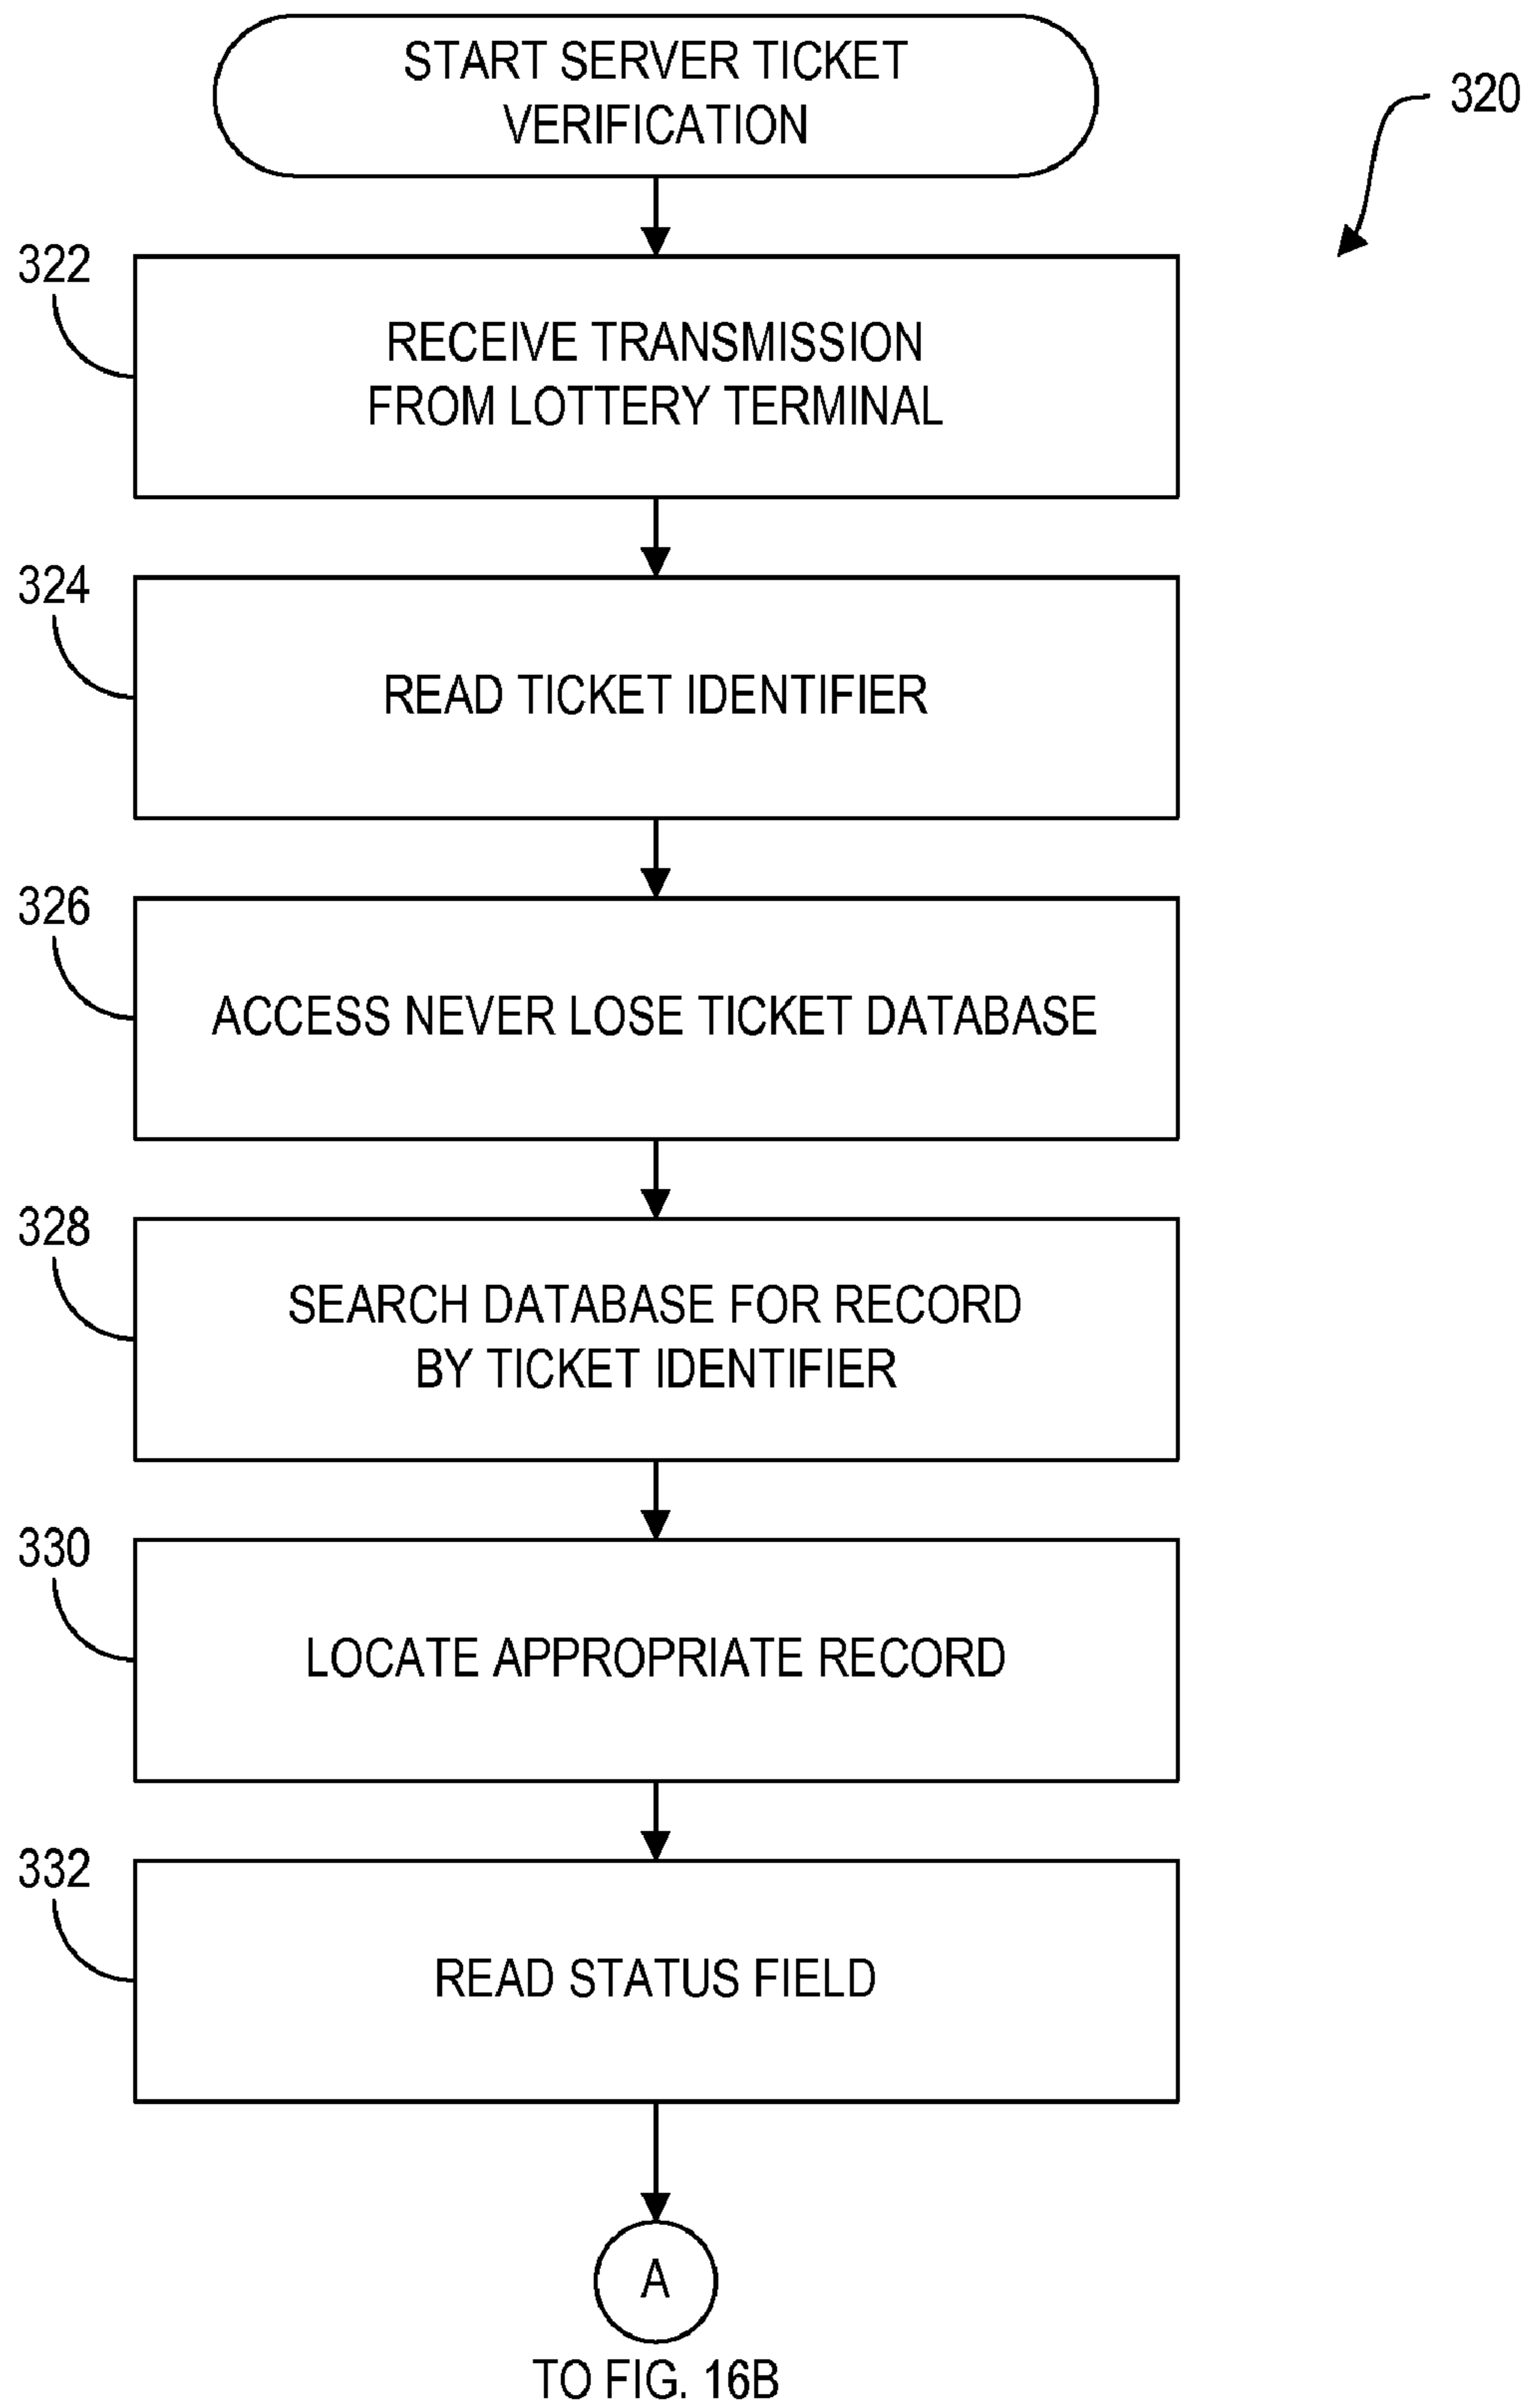 START SERVER TICKET
VERIFICATION
320
322
RECEIVE TRANSMISSION
FROM LOTTERY TERMINAL
324
READ TICKET IDENTIFIER
326
ACCESS NEVER LOSE TICKET DATABASE
328
SEARCH DATABASE FOR RECORD
BY TICKET IDENTIFIER
330
LOCATE APPROPRIATE RECORD
332
READ STATUS FIELD
A
TO FIG. 16B